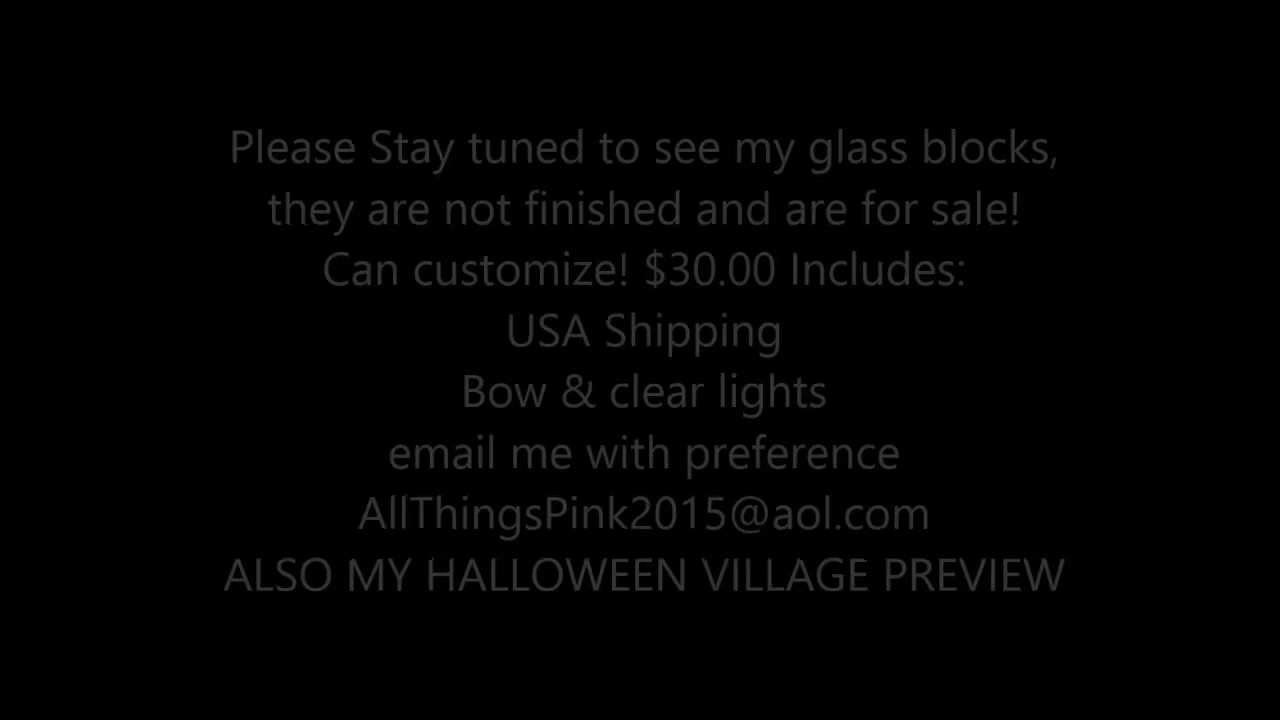 Please Stay tuned to see my glass blocks,
they are not finished and are for sale!
Can customize! $30.00 Includes:
USA Shipping
Bow & clear lights
email me with preference
AllThingsPink2015@aol.com
ALSO MY HALLOWEEN VILLAGE PREVIEW